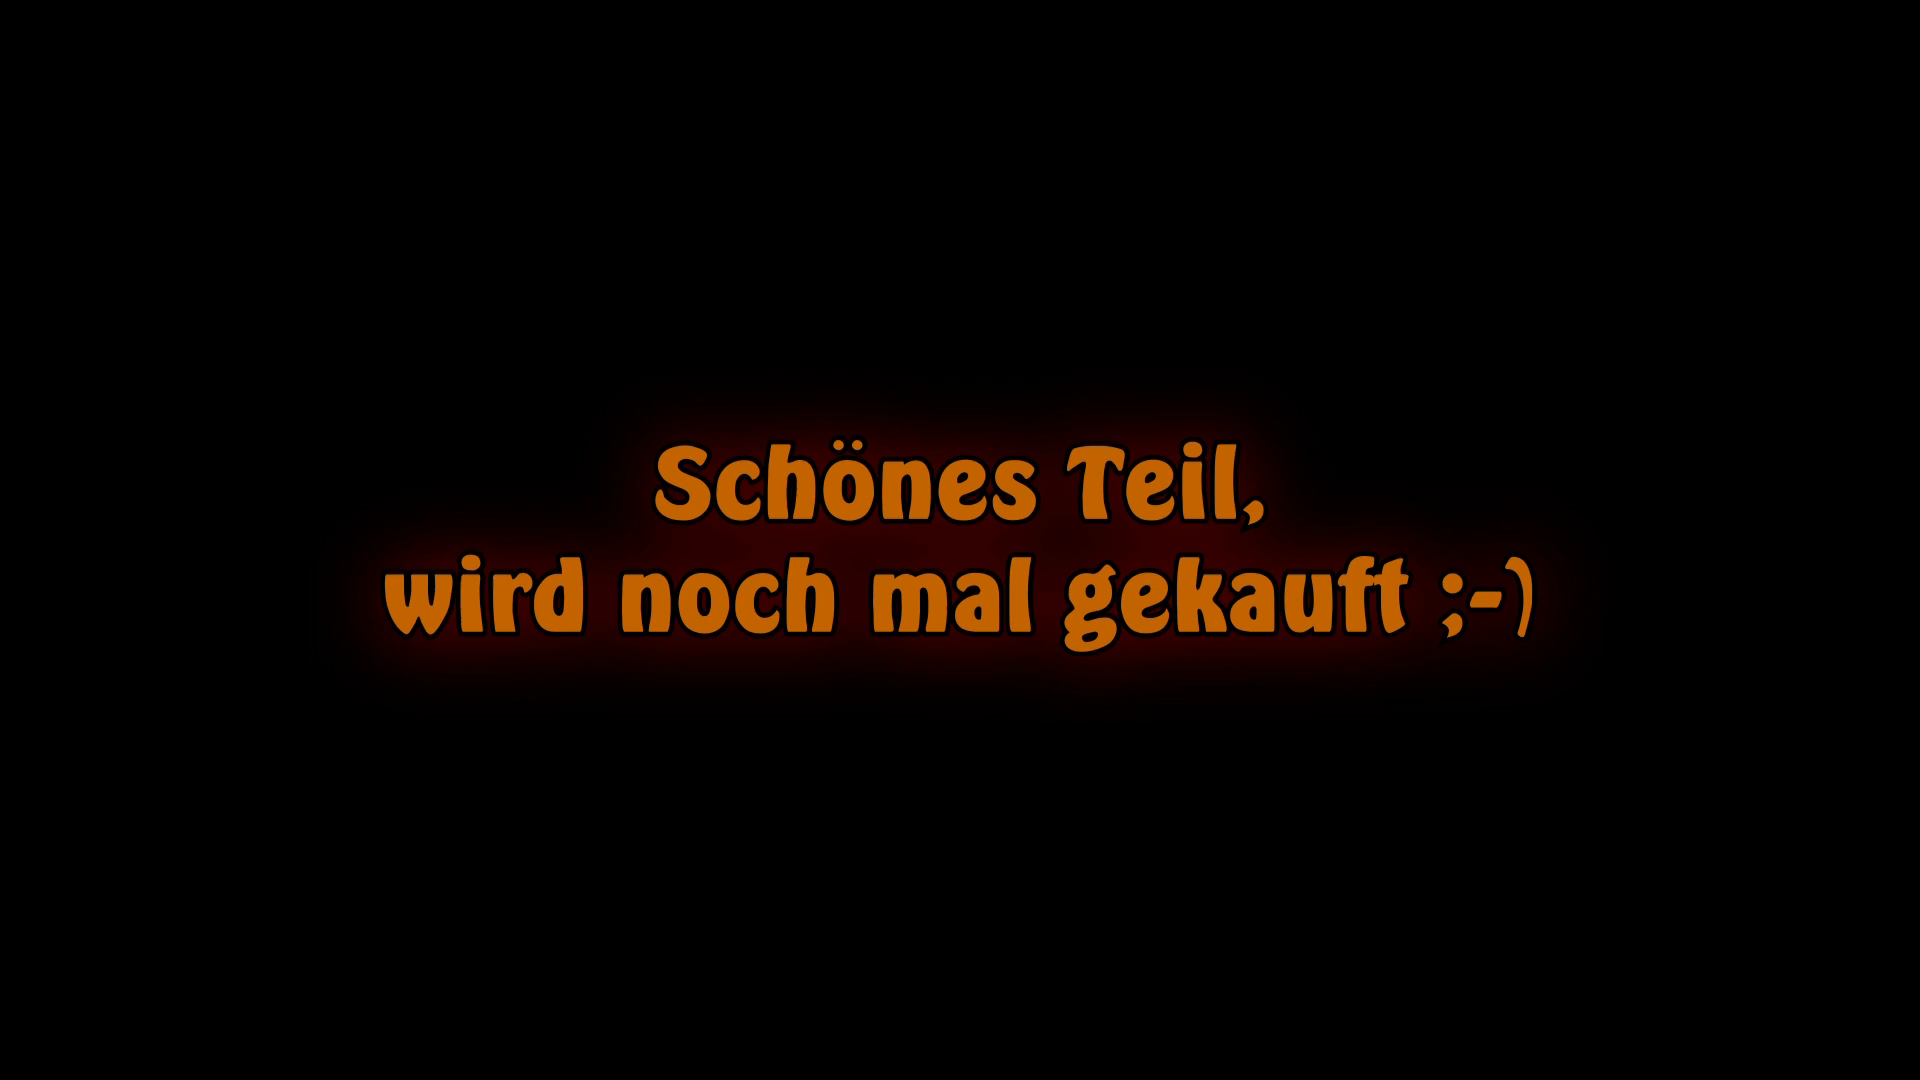 Schönes Teil,
wird noch mal gekauft ;-)